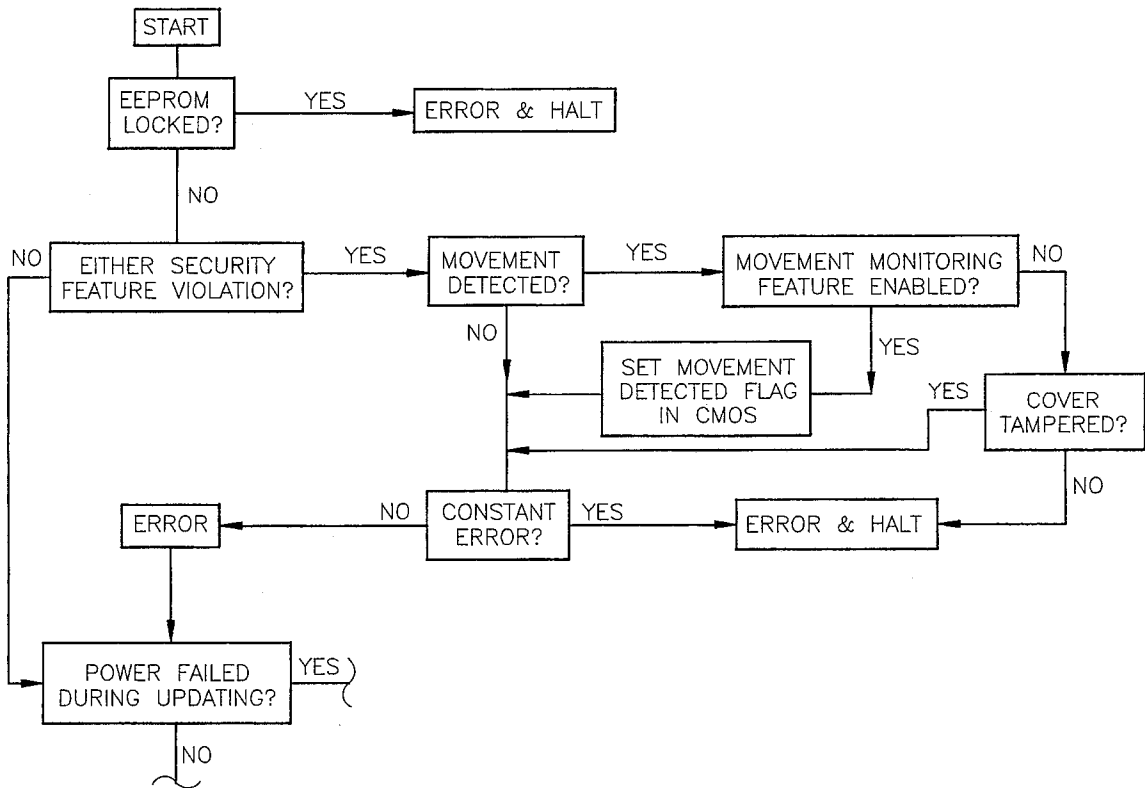 START
EEPROM
LOCKED?
YES
ERROR & HALT
NO
NO
EITHER SECURITY
FEATURE VIOLATION?
YES
MOVEMENT
DETECTED?
YES
MOVEMENT MONITORING
FEATURE ENABLED?
NO
NO
YES
SET MOVEMENT
DETECTED FLAG
IN CMOS
YES
COVER
TAMPERED?
NO
ERROR
NO
CONSTANT
ERROR?
YES
ERROR & HALT
POWER FAILED
DURING UPDATING?
YES
NO